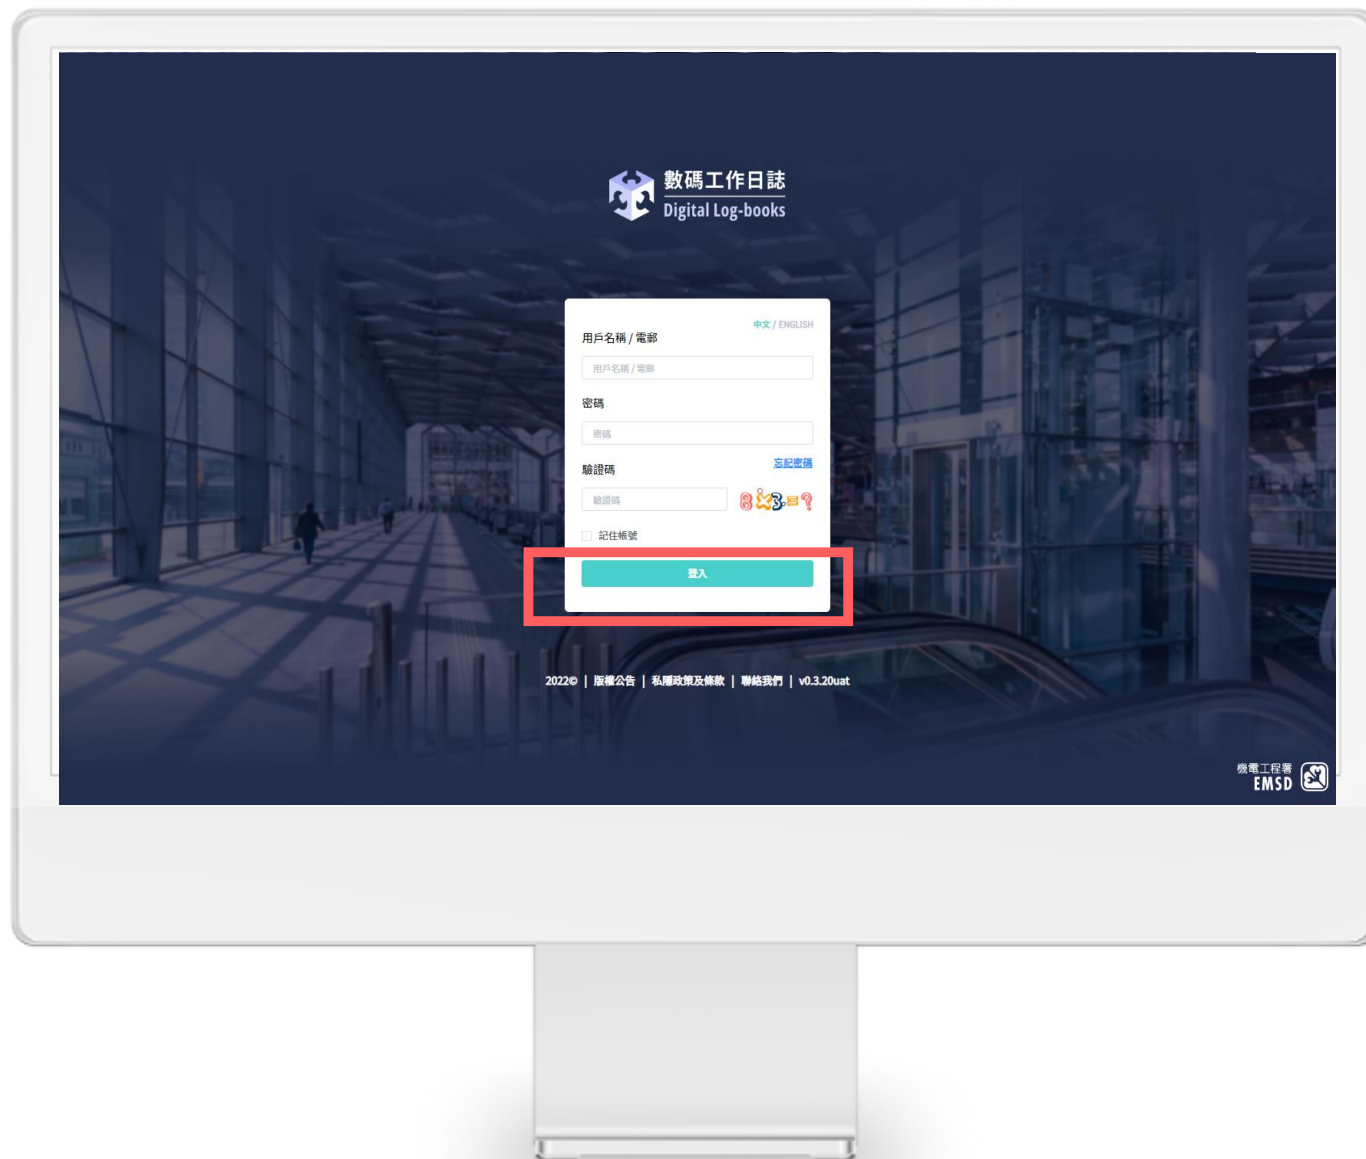 數碼工作日誌
Digital Log-books
中文 / ENGLISH
用戶名稱 / 電郵
用戶名稱 / 電郵
密碼
密碼
忘記密碼
驗證碼
驗證碼
8×3=?
記住帳號
登入
2022© | 版權公告 | 私隱政策及條款 | 聯絡我們 | v0.3.20uat
機電工程署
EMSD